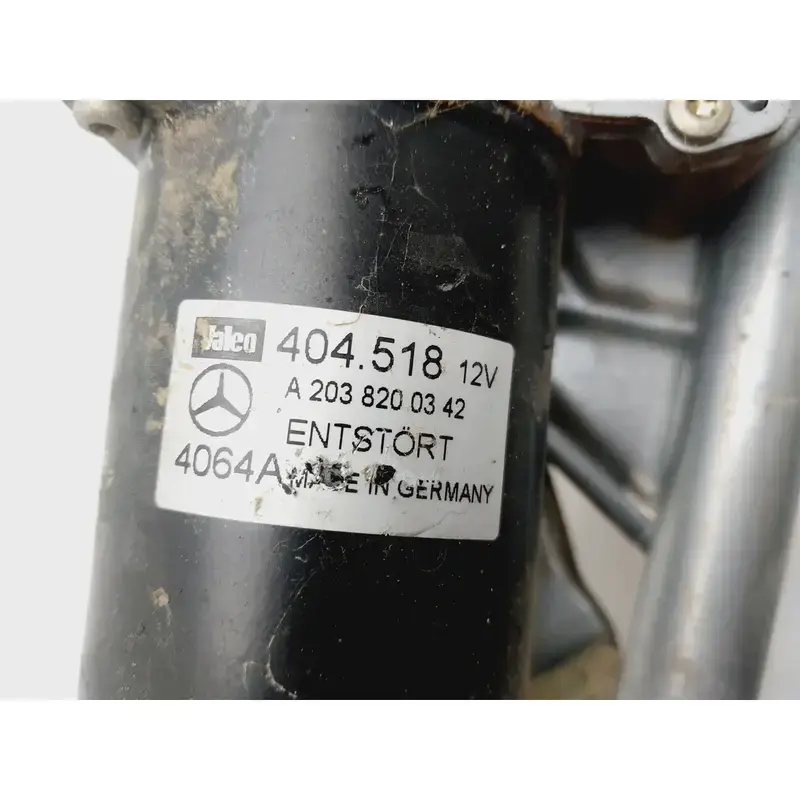 Valeo 404.518 12V
A 203 820 03 42
ENTSTÖRT
4064A MADE IN GERMANY